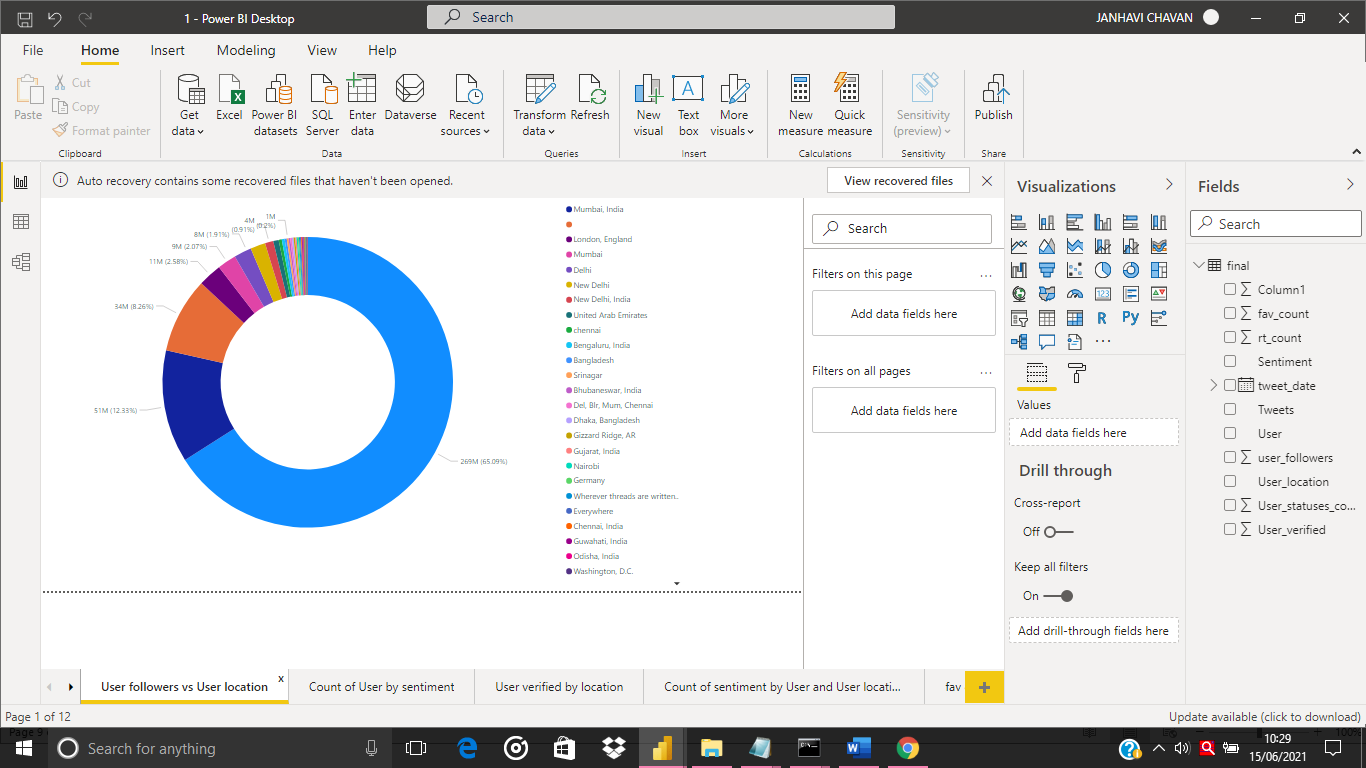 1 - Power BI Desktop
Search
JANHAVI CHAVAN
File Home Insert Modeling View Help
Paste
Cut
Copy
Format painter
Clipboard
Get data
Excel
Power BI datasets
SQL Server
Enter data
Dataverse
Recent sources
Data
Transform data
Refresh
Queries
New visual
Text box
More visuals
Insert
New measure
Quick measure
Calculations
Sensitivity (preview)
Sensitivity
Publish
Share
Auto recovery contains some recovered files that haven't been opened.
View recovered files
1M
(0.2%)
4M
(0.91%)
8M (1.91%)
9M (2.07%)
11M (2.58%)
34M (8.26%)
51M (12.33%)
269M (65.09%)
Mumbai, India
London, England
Mumbai
Delhi
New Delhi
New Delhi, India
United Arab Emirates
chennai
Bengaluru, India
Bangladesh
Srinagar
Bhubaneswar, India
Del, Blr, Mum, Chennai
Dhaka, Bangladesh
Gizzard Ridge, AR
Gujarat, India
Nairobi
Germany
Wherever threads are written..
Everywhere
Chennai, India
Guwahati, India
Odisha, India
Washington, D.C.
Search
Filters on this page ...
Add data fields here
Filters on all pages ...
Add data fields here
Visualizations
R
Py
123
...
Values
Add data fields here
Drill through
Cross-report
Off
Keep all filters
On
Add drill-through fields here
Fields
Search
final
Column1
fav_count
rt_count
Sentiment
tweet_date
Tweets
User
user_followers
User_location
User_statuses_co...
User_verified
User followers vs User location x
Count of User by sentiment
User verified by location
Count of sentiment by User and User locati...
fav
+
Page 1 of 12
Update available (click to download)
Page 9
100%
Search for anything
10:29
15/06/2021